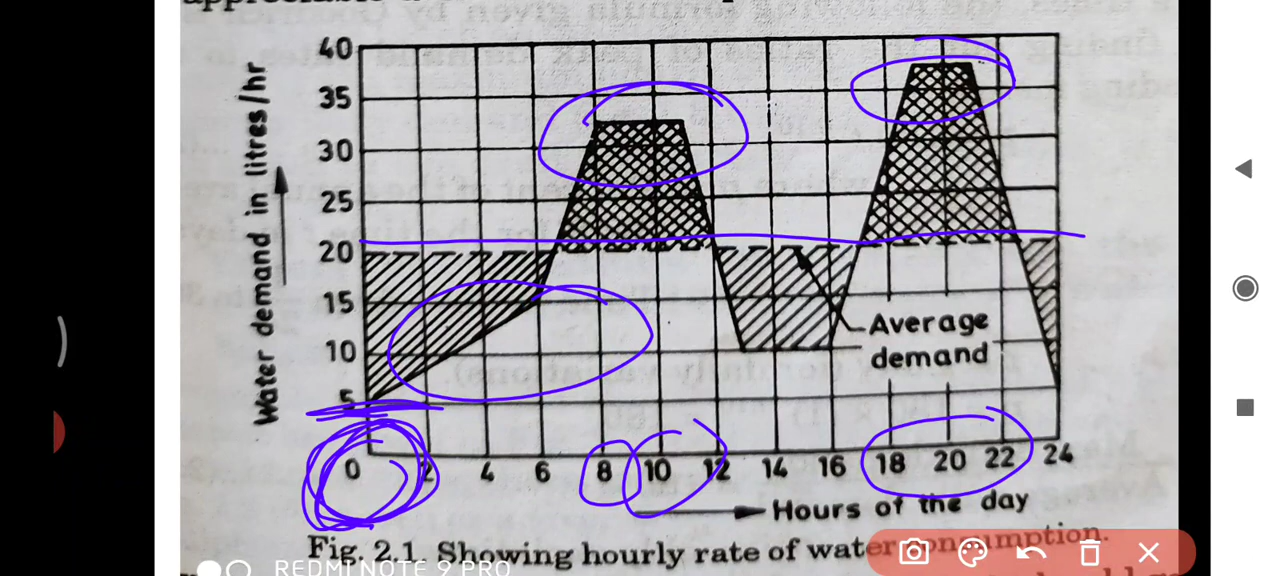 40
35
30
25
20
15
10
5
Water demand in litres/hr
Average
demand
0 2 4 6 8 10 12 14 16 18 20 22 24
Hours of the day
Fig. 2.1. Showing hourly rate of water consumption.
REDMI NOTE 9 PRO